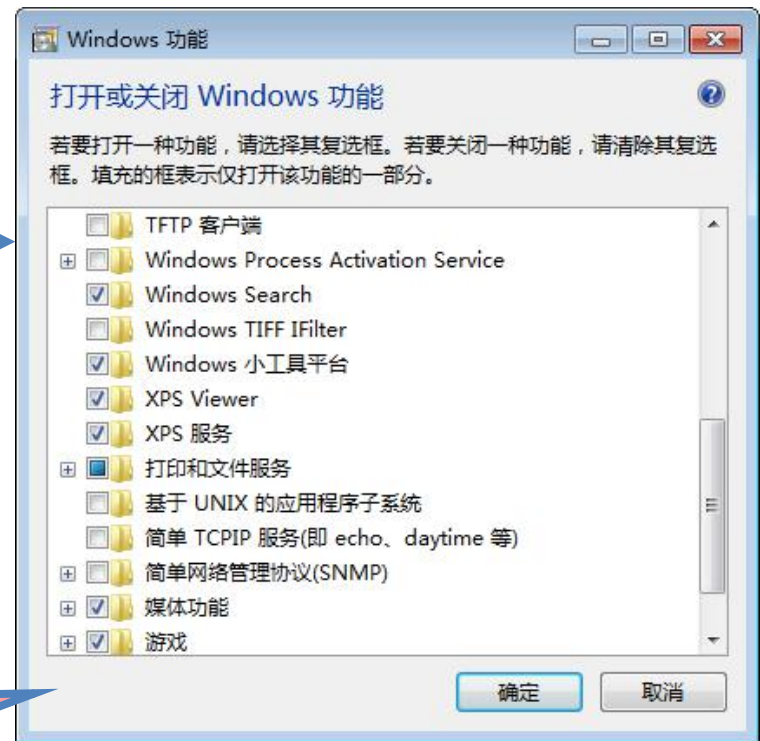 Windows 功能
打开或关闭 Windows 功能
若要打开一种功能，请选择其复选框。若要关闭一种功能，请清除其复选
框。填充的框表示仅打开该功能的一部分。
TFTP 客户端
Windows Process Activation Service
Windows Search
Windows TIFF IFilter
Windows 小工具平台
XPS Viewer
XPS 服务
打印和文件服务
基于 UNIX 的应用程序子系统
简单 TCPIP 服务(即 echo、daytime 等)
简单网络管理协议(SNMP)
媒体功能
游戏
确定 取消